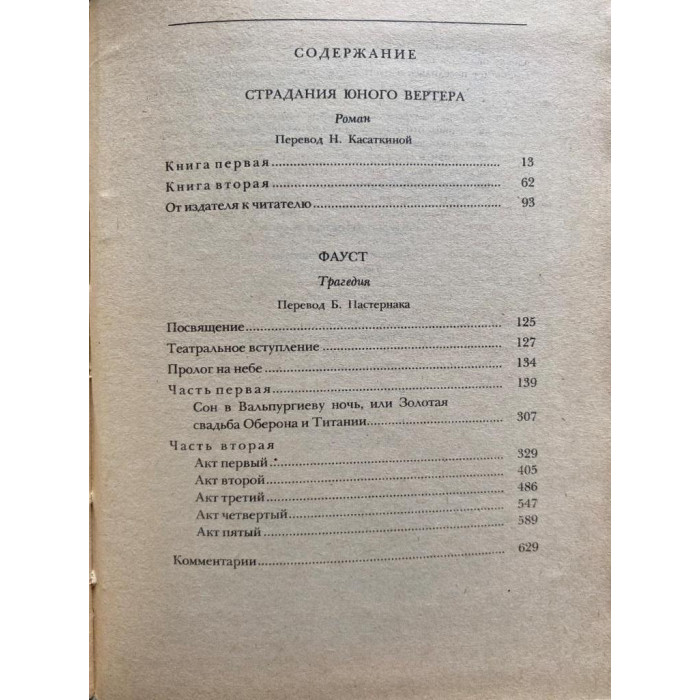 СОДЕРЖАНИЕ
СТРАДАНИЯ ЮНОГО ВЕРТЕРА
Роман
Перевод Н. Касаткиной
Книга первая.......... 13
Книга вторая.......... 62
От издателя к читателю.......... 93
ФАУСТ
Трагедия
Перевод Б. Пастернака
Посвящение.......... 125
Театральное вступление.......... 127
Пролог на небе.......... 134
Часть первая.......... 139
Сон в Вальпургиеву ночь, или Золотая
свадьба Оберона и Титании.......... 307
Часть вторая
Акт первый.......... 329
Акт второй.......... 405
Акт третий.......... 486
Акт четвертый.......... 547
Акт пятый.......... 589
Комментарии.......... 629